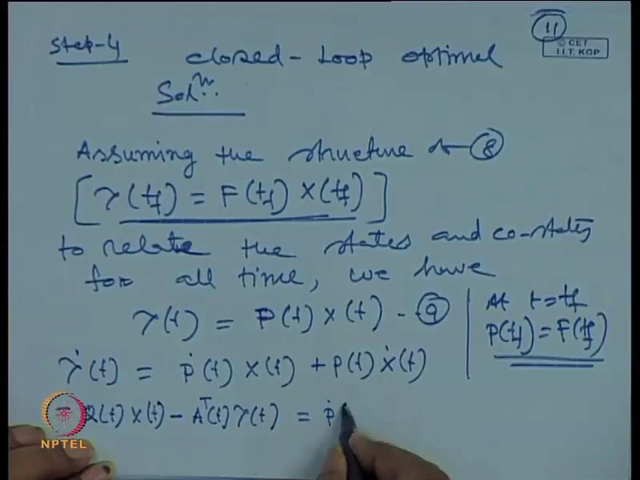 11
© CET
I.I.T. KGP
Step-4 closed-Loop optimal
Solⁿ.
Assuming the structure of ⑧
[λ(tf) = F(tf) X(tf)]
to relate the states and co-states
for all time, we have
λ(t) = P(t) X(t) - ⑨
At t=tf
P(tf) = F(tf)
λ̇(t) = Ṗ(t) X(t) + P(t) Ẋ(t)
- Q(t) X(t) - Aᵀ(t) λ(t) = Ṗ
NPTEL